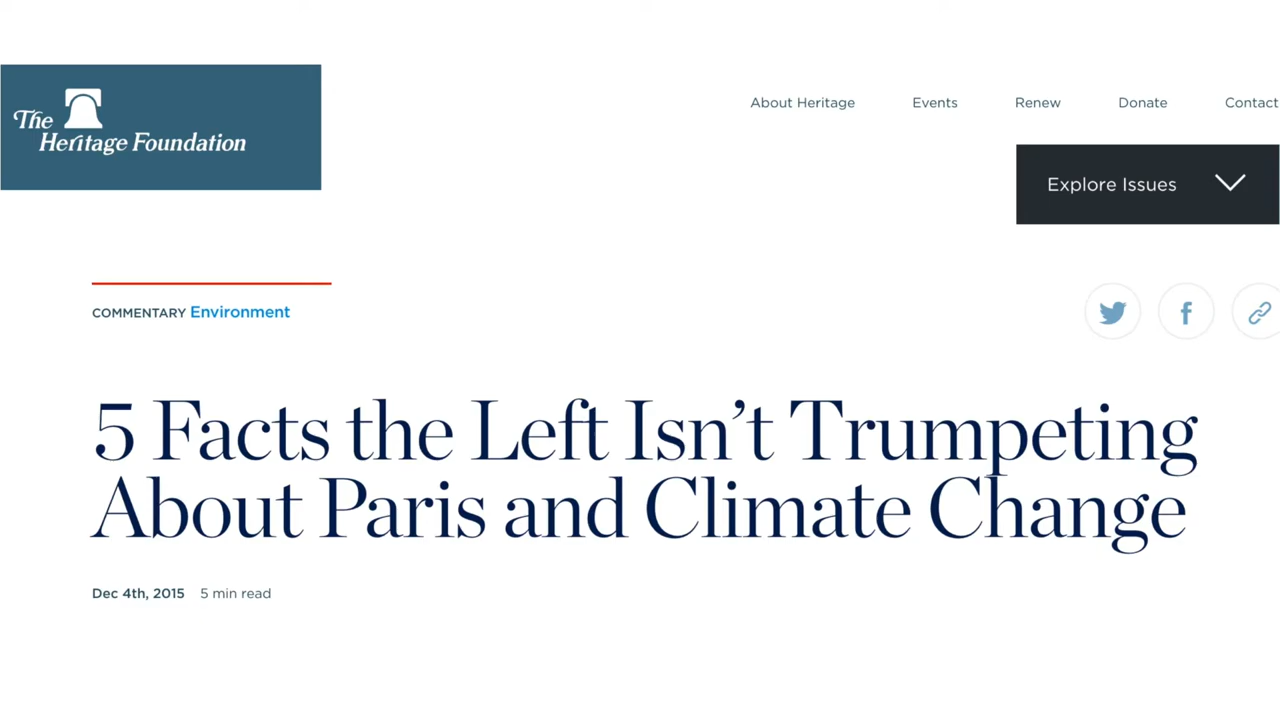 The
Heritage Foundation
About Heritage Events Renew Donate Contact
Explore Issues
COMMENTARY Environment
5 Facts the Left Isn’t Trumpeting
About Paris and Climate Change
Dec 4th, 2015 5 min read